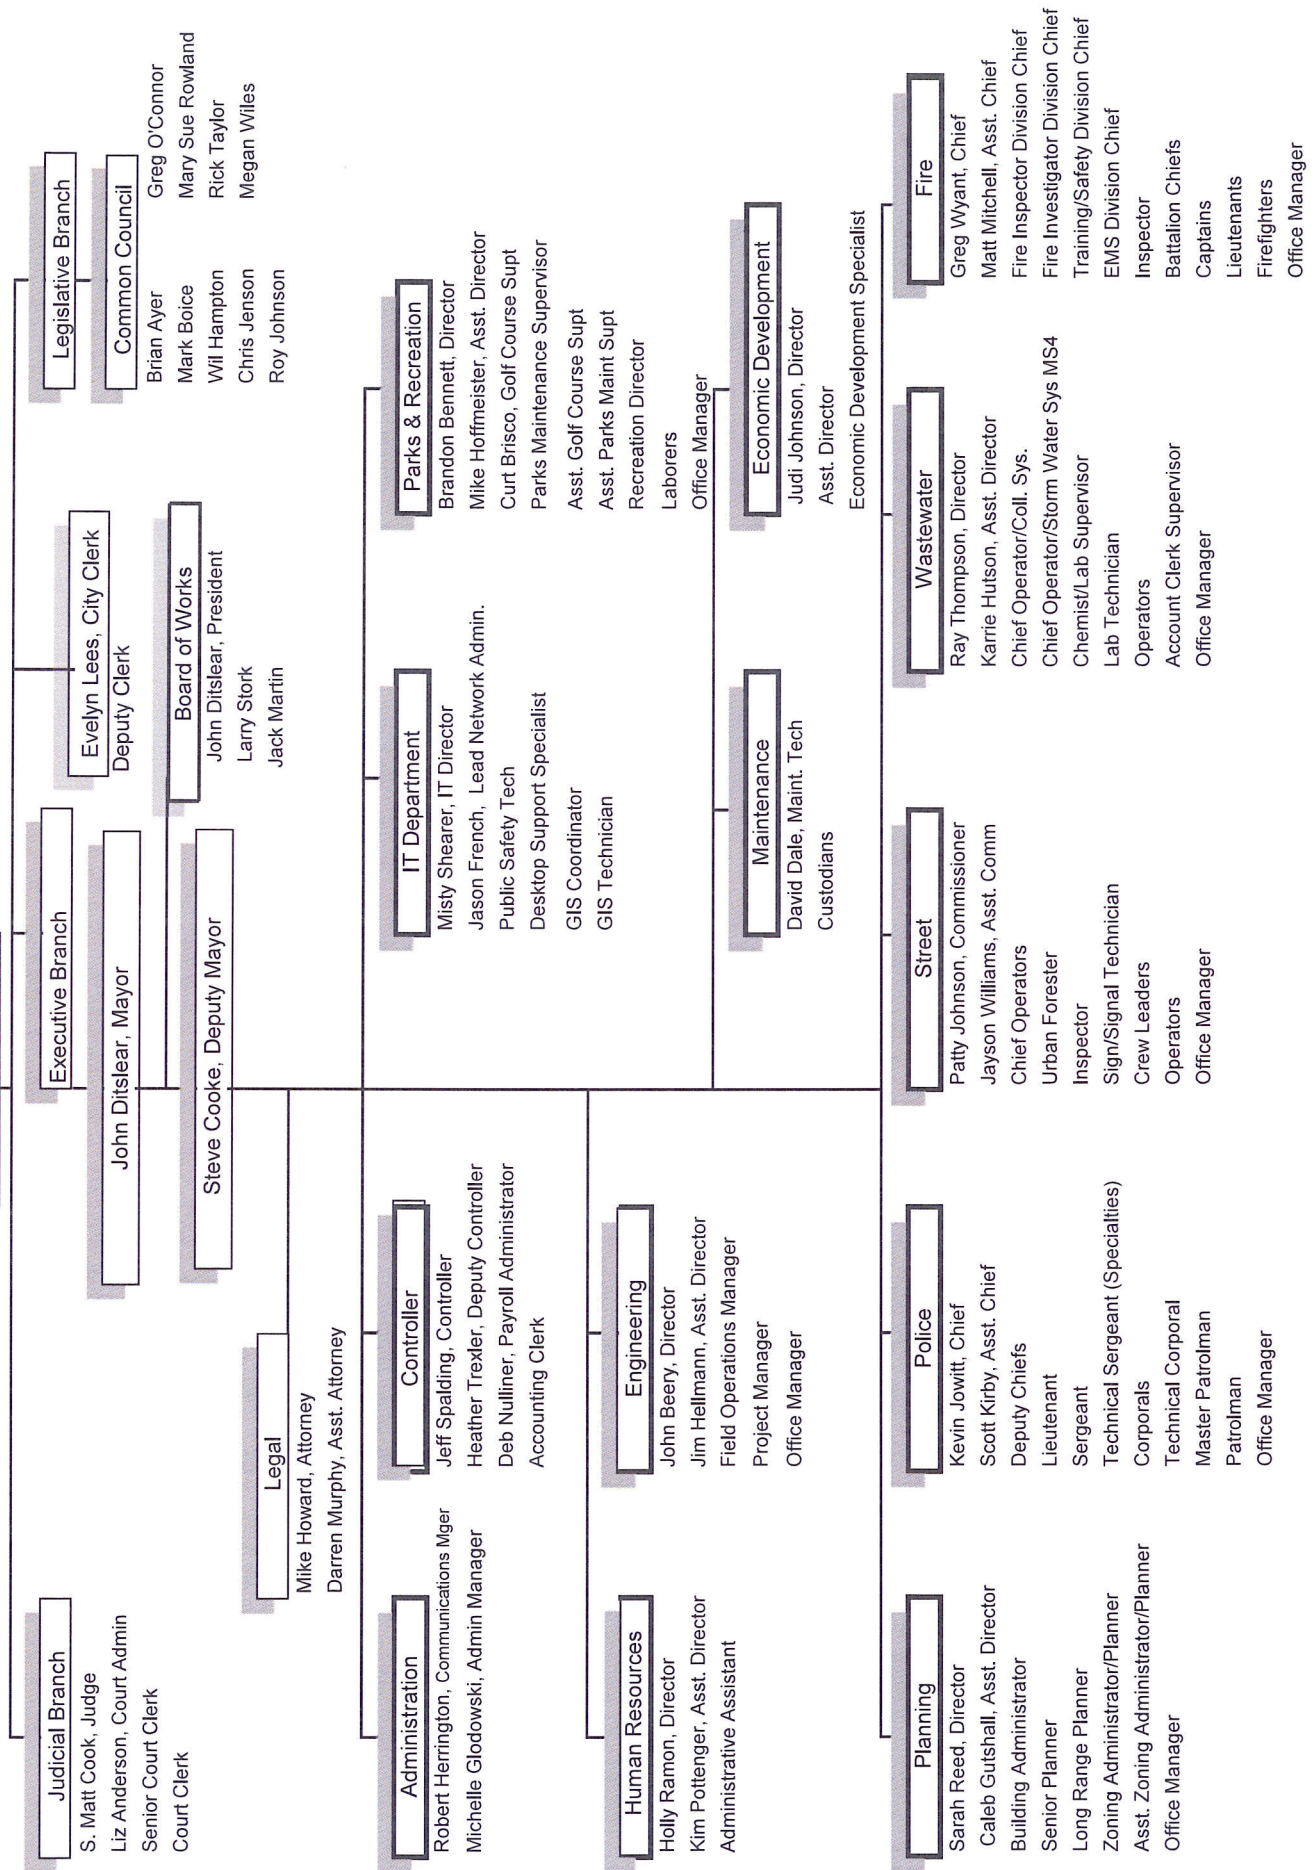 Judicial Branch
S. Matt Cook, Judge
Liz Anderson, Court Admin
Senior Court Clerk
Court Clerk
Executive Branch
John Ditslear, Mayor
Steve Cooke, Deputy Mayor
Evelyn Lees, City Clerk
Deputy Clerk
Board of Works
John Ditslear, President
Larry Stork
Jack Martin
Legislative Branch
Common Council
Brian Ayer
Mark Boice
Wil Hampton
Chris Jenson
Roy Johnson
Greg O'Connor
Mary Sue Rowland
Rick Taylor
Megan Wiles
Legal
Mike Howard, Attorney
Darren Murphy, Asst. Attorney
Administration
Robert Herrington, Communications Mger
Michelle Glodowski, Admin Manager
Controller
Jeff Spalding, Controller
Heather Trexler, Deputy Controller
Deb Nulliner, Payroll Administrator
Accounting Clerk
IT Department
Misty Shearer, IT Director
Jason French, Lead Network Admin.
Public Safety Tech
Desktop Support Specialist
GIS Coordinator
GIS Technician
Parks & Recreation
Brandon Bennett, Director
Mike Hoffmeister, Asst. Director
Curt Brisco, Golf Course Supt
Parks Maintenance Supervisor
Asst. Golf Course Supt
Asst. Parks Maint Supt
Recreation Director
Laborers
Office Manager
Human Resources
Holly Ramon, Director
Kim Pottenger, Asst. Director
Administrative Assistant
Engineering
John Beery, Director
Jim Hellmann, Asst. Director
Field Operations Manager
Project Manager
Office Manager
Maintenance
David Dale, Maint. Tech
Custodians
Economic Development
Judi Johnson, Director
Asst. Director
Economic Development Specialist
Planning
Sarah Reed, Director
Caleb Gutshall, Asst. Director
Building Administrator
Senior Planner
Long Range Planner
Zoning Administrator/Planner
Asst. Zoning Administrator/Planner
Office Manager
Police
Kevin Jowitt, Chief
Scott Kirby, Asst. Chief
Deputy Chiefs
Lieutenant
Sergeant
Technical Sergeant (Specialties)
Corporals
Technical Corporal
Master Patrolman
Patrolman
Office Manager
Street
Patty Johnson, Commissioner
Jayson Williams, Asst. Comm
Chief Operators
Urban Forester
Inspector
Sign/Signal Technician
Crew Leaders
Operators
Office Manager
Wastewater
Ray Thompson, Director
Karrie Hutson, Asst. Director
Chief Operator/Coll. Sys.
Chief Operator/Storm Water Sys MS4
Chemist/Lab Supervisor
Lab Technician
Operators
Account Clerk Supervisor
Office Manager
Fire
Greg Wyant, Chief
Matt Mitchell, Asst. Chief
Fire Inspector Division Chief
Fire Investigator Division Chief
Training/Safety Division Chief
EMS Division Chief
Inspector
Battalion Chiefs
Captains
Lieutenants
Firefighters
Office Manager